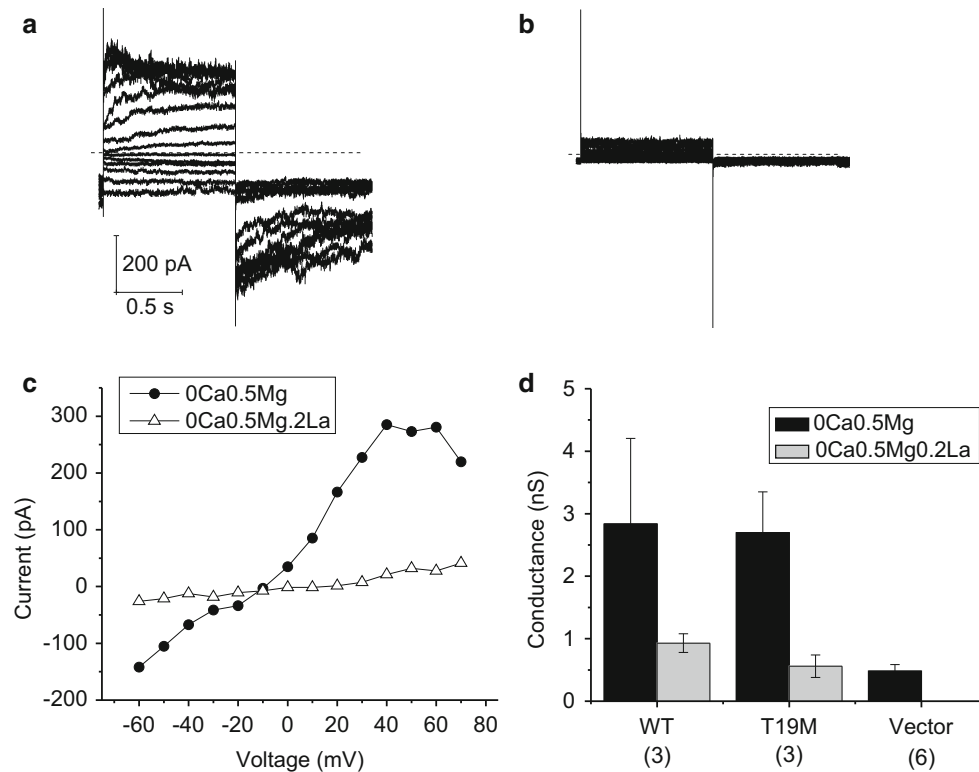 a
b
200 pA
0.5 s
c
0Ca0.5Mg
0Ca0.5Mg.2La
300
200
100
0
-100
-200
Current (pA)
-60 -40 -20 0 20 40 60 80
Voltage (mV)
d
0Ca0.5Mg
0Ca0.5Mg0.2La
5
4
3
2
1
0
Conductance (nS)
WT T19M Vector
(3) (3) (6)